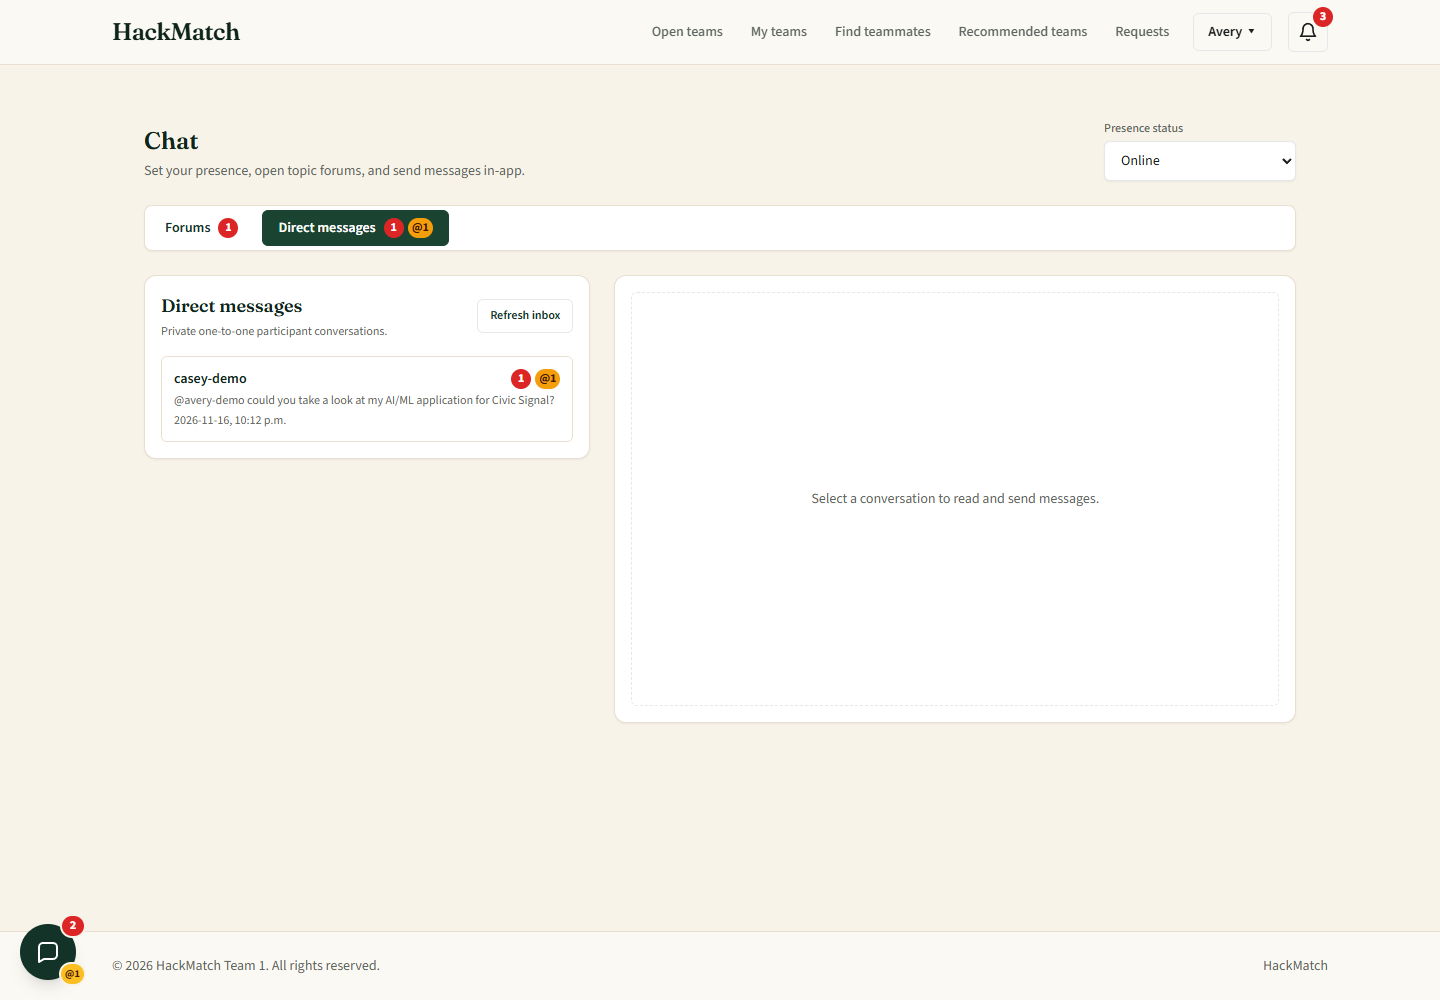 HackMatch
Open teams
My teams
Find teammates
Recommended teams
Requests
Avery ▼
3
Chat
Set your presence, open topic forums, and send messages in-app.
Presence status
Online
Forums 1
Direct messages 1 @1
Direct messages
Private one-to-one participant conversations.
Refresh inbox
casey-demo 1 @1
@avery-demo could you take a look at my AI/ML application for Civic Signal?
2026-11-16, 10:12 p.m.
Select a conversation to read and send messages.
2
@1
© 2026 HackMatch Team 1. All rights reserved.
HackMatch